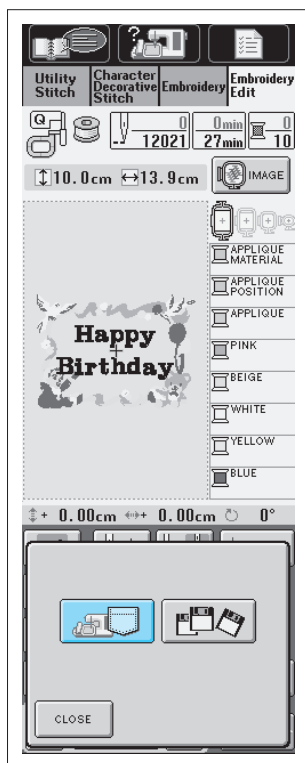 ?
Utility Stitch
Character Decorative Stitch
Embroidery
Embroidery Edit
Q
0
12021
0min
27min
0
10
10.0cm
13.9cm
IMAGE
APPLIQUE MATERIAL
APPLIQUE POSITION
APPLIQUE
PINK
BEIGE
WHITE
YELLOW
BLUE
Happy
Birthday
+ 0.00cm
+ 0.00cm
0°
CLOSE